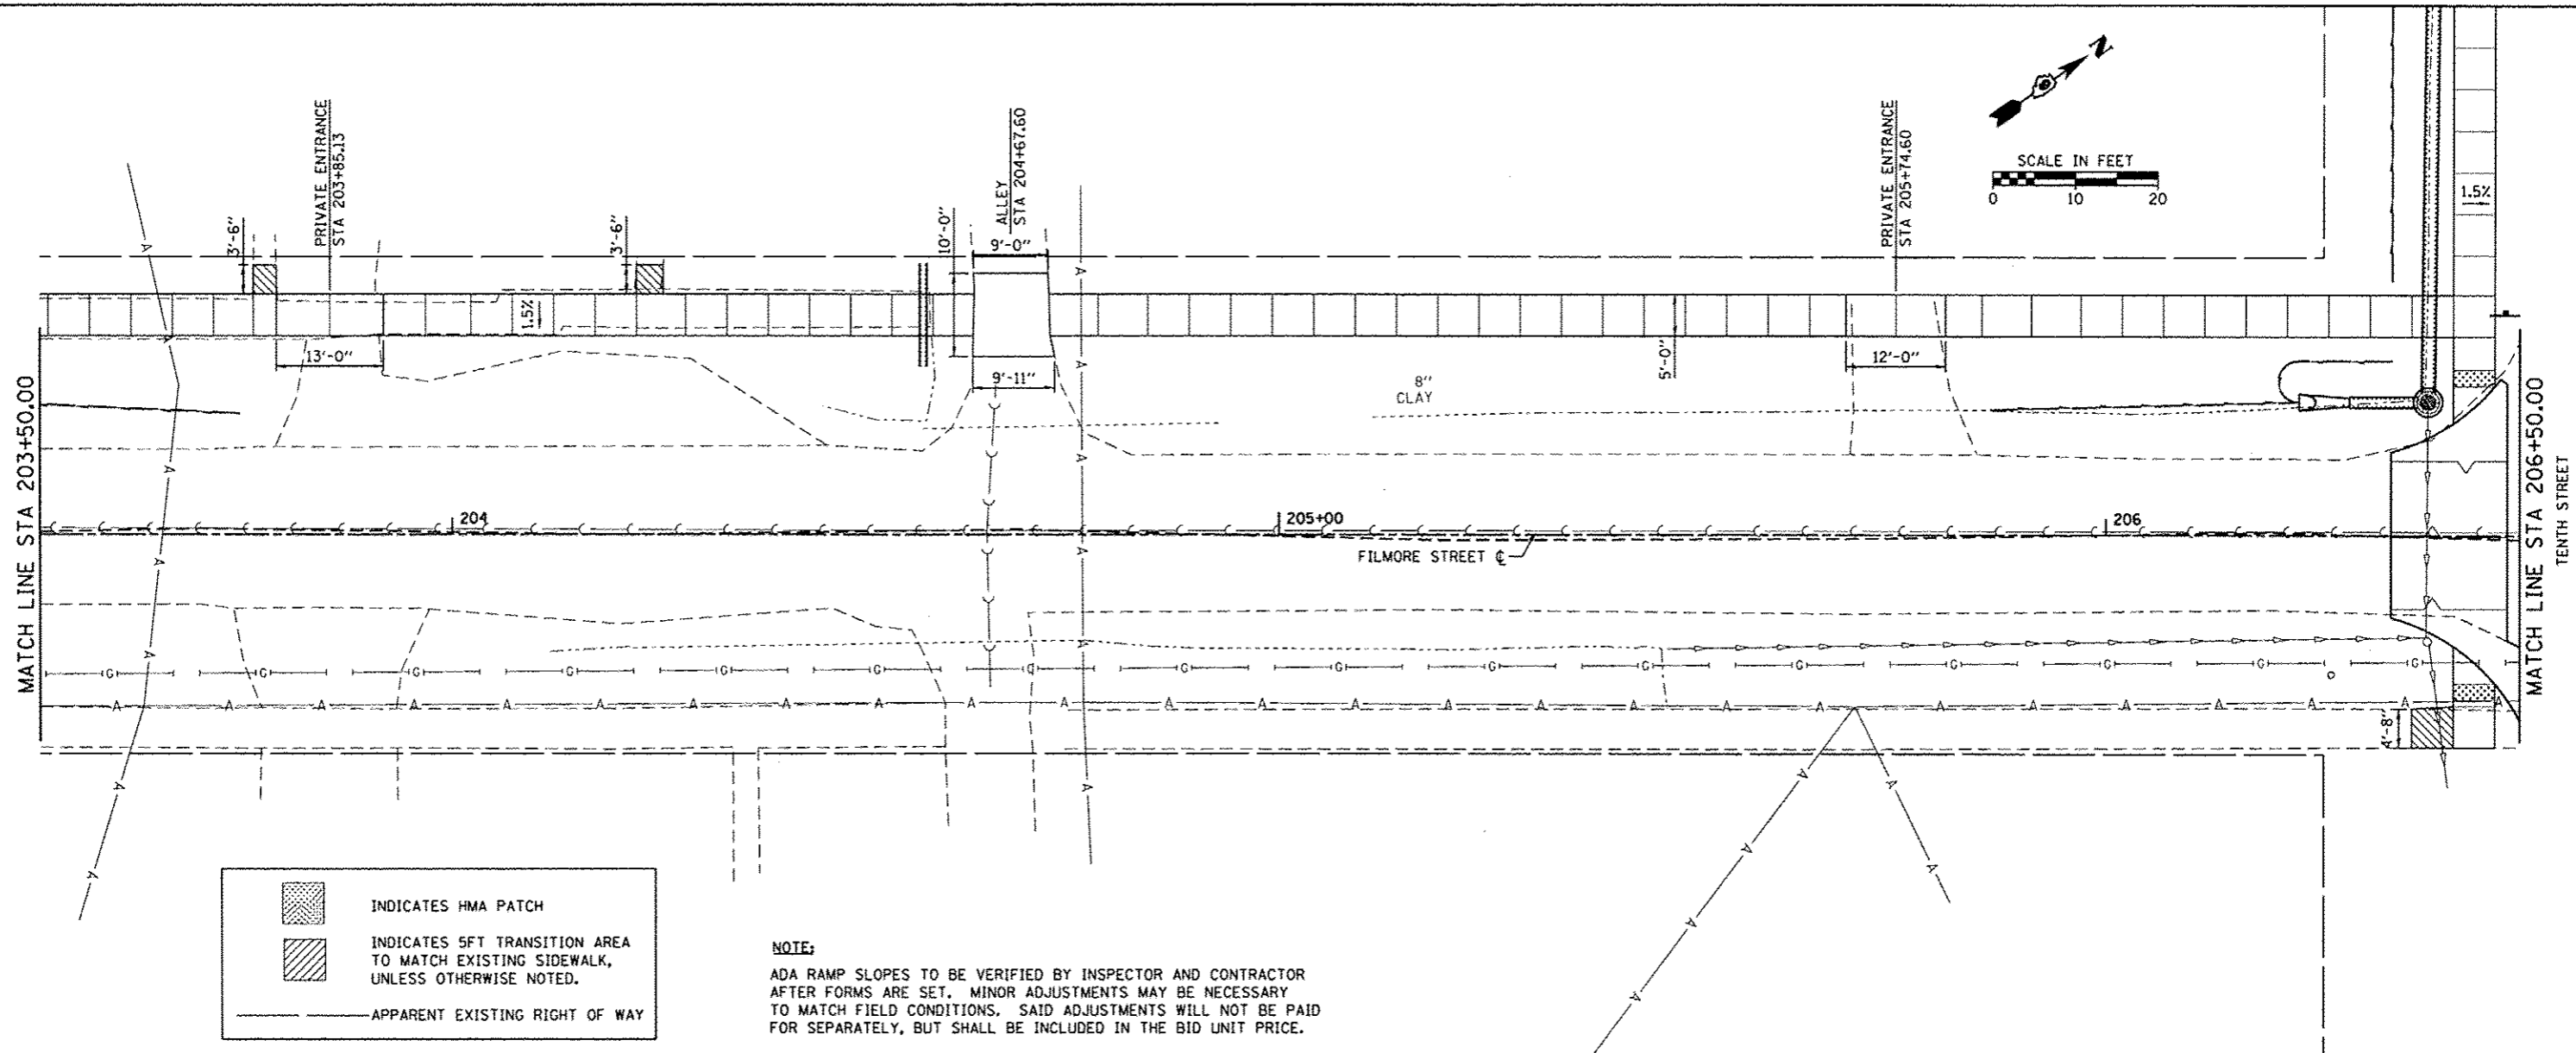 N
SCALE IN FEET
0 10 20
1.5%
PRIVATE ENTRANCE
STA 203+85.13
ALLEY
STA 204+67.60
PRIVATE ENTRANCE
STA 205+74.60
3'-6"
3'-6"
10'-0"
9'-0"
1.5%
13'-0"
9'-11"
5'-0"
12'-0"
8"
CLAY
MATCH LINE STA 203+50.00
MATCH LINE STA 206+50.00
TENTH STREET
204
205+00
206
FILMORE STREET ℄
G G G G G G G G G G G G G G G G
A A A A A A A A A A A A A A A A A A A A A A A A A A A
4'-8"
INDICATES HMA PATCH
INDICATES 5FT TRANSITION AREA
TO MATCH EXISTING SIDEWALK,
UNLESS OTHERWISE NOTED.
APPARENT EXISTING RIGHT OF WAY
NOTE:
ADA RAMP SLOPES TO BE VERIFIED BY INSPECTOR AND CONTRACTOR
AFTER FORMS ARE SET. MINOR ADJUSTMENTS MAY BE NECESSARY
TO MATCH FIELD CONDITIONS. SAID ADJUSTMENTS WILL NOT BE PAID
FOR SEPARATELY, BUT SHALL BE INCLUDED IN THE BID UNIT PRICE.